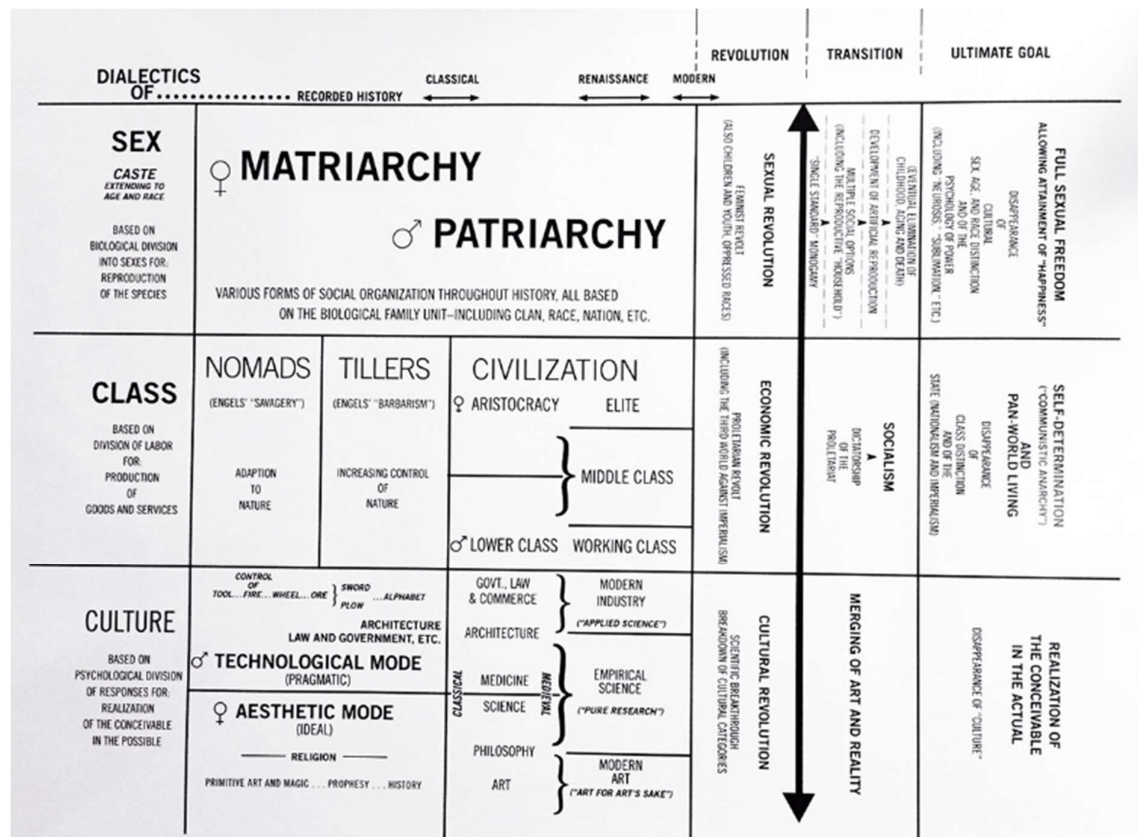 REVOLUTION
TRANSITION
ULTIMATE GOAL
DIALECTICS
OF.....................
RECORDED HISTORY
CLASSICAL
RENAISSANCE
MODERN
SEX
CASTE
EXTENDING TO
AGE AND RACE
BASED ON
BIOLOGICAL DIVISION
INTO SEXES FOR:
REPRODUCTION
OF THE SPECIES
♀ MATRIARCHY
♂ PATRIARCHY
VARIOUS FORMS OF SOCIAL ORGANIZATION THROUGHOUT HISTORY, ALL BASED
ON THE BIOLOGICAL FAMILY UNIT—INCLUDING CLAN, RACE, NATION, ETC.
SEXUAL REVOLUTION
FEMINIST REVOLT
(ALSO CHILDREN AND YOUTH, OPPRESSED RACES)
(EVENTUAL ELIMINATION OF
CHILDHOOD, AGING AND DEATH)
DEVELOPMENT OF ARTIFICIAL REPRODUCTION
MULTIPLE SOCIAL OPTIONS
(INCLUDING THE REPRODUCTIVE "HOUSEHOLD")
"SINGLE STANDARD" MONOGAMY
FULL SEXUAL FREEDOM
ALLOWING ATTAINMENT OF "HAPPINESS"
DISAPPEARANCE
OF
CULTURAL
SEX, AGE, AND RACE DISTINCTION
AND OF THE
PSYCHOLOGY OF POWER
(INCLUDING "NEUROSIS," "SUBLIMATION," ETC.)
CLASS
BASED ON
DIVISION OF LABOR
FOR:
PRODUCTION
OF
GOODS AND SERVICES
NOMADS
(ENGELS' "SAVAGERY")
ADAPTION
TO
NATURE
TILLERS
(ENGELS' "BARBARISM")
INCREASING CONTROL
OF
NATURE
CIVILIZATION
♀ ARISTOCRACY
ELITE
MIDDLE CLASS
♂ LOWER CLASS
WORKING CLASS
ECONOMIC REVOLUTION
PROLETARIAN REVOLT
(INCLUDING THE THIRD WORLD AGAINST IMPERIALISM)
SOCIALISM
DICTATORSHIP
OF THE
PROLETARIAT
SELF-DETERMINATION
("COMMUNISTIC ANARCHY")
AND
PAN-WORLD LIVING
DISAPPEARANCE
OF
CLASS DISTINCTION
AND OF THE
STATE (NATIONALISM AND IMPERIALISM)
CULTURE
BASED ON
PSYCHOLOGICAL DIVISION
OF RESPONSES FOR:
REALIZATION
OF THE CONCEIVABLE
IN THE POSSIBLE
CONTROL
OF
TOOL...FIRE...WHEEL...ORE } SWORD
PLOW ...ALPHABET
ARCHITECTURE
LAW AND GOVERNMENT, ETC.
♂ TECHNOLOGICAL MODE
(PRAGMATIC)
♀ AESTHETIC MODE
(IDEAL)
RELIGION
PRIMITIVE ART AND MAGIC . . . PROPHESY . . . HISTORY
GOVT., LAW
& COMMERCE
ARCHITECTURE
MEDICINE
SCIENCE
PHILOSOPHY
ART
CLASSICAL
MEDIEVAL
MODERN
INDUSTRY
("APPLIED SCIENCE")
EMPIRICAL
SCIENCE
("PURE RESEARCH")
MODERN
ART
("ART FOR ART'S SAKE")
CULTURAL REVOLUTION
SCIENTIFIC BREAKTHROUGH
BREAKDOWN OF CULTURAL CATEGORIES
MERGING OF ART AND REALITY
REALIZATION OF
THE CONCEIVABLE
IN THE ACTUAL
DISAPPEARANCE OF "CULTURE"